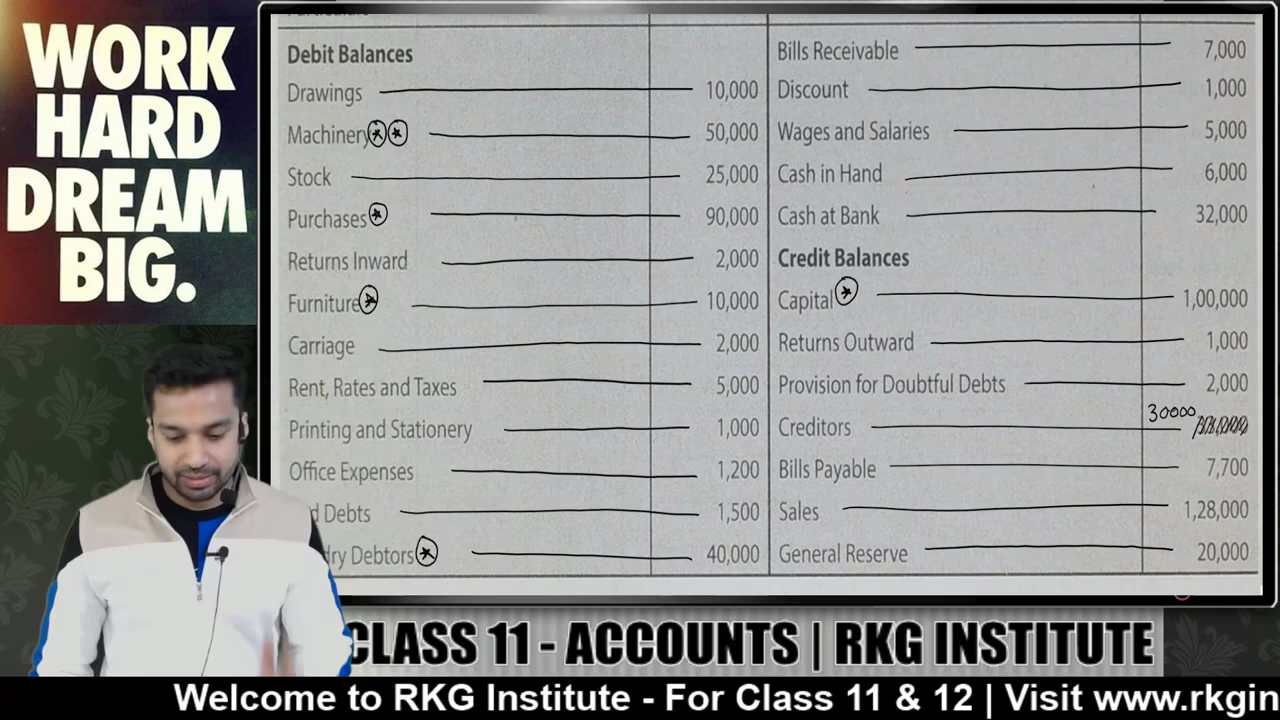 WORK
HARD
DREAM
BIG.
Debit Balances
Drawings 10,000
Machinery 50,000
Stock 25,000
Purchases 90,000
Returns Inward 2,000
Furniture 10,000
Carriage 2,000
Rent, Rates and Taxes 5,000
Printing and Stationery 1,000
Office Expenses 1,200
Debts 1,500
Debtors 40,000
Bills Receivable 7,000
Discount 1,000
Wages and Salaries 5,000
Cash in Hand 6,000
Cash at Bank 32,000
Credit Balances
Capital 1,00,000
Returns Outward 1,000
Provision for Doubtful Debts 2,000
Creditors 30000
Bills Payable 7,700
Sales 1,28,000
General Reserve 20,000
CLASS 11 - ACCOUNTS | RKG INSTITUTE
Welcome to RKG Institute - For Class 11 & 12 | Visit www.rkgin